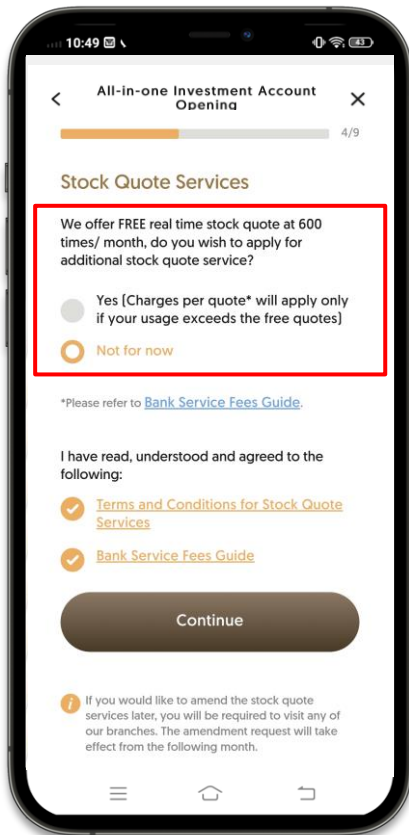 10:49
43
All-in-one Investment Account
Opening
4/9
Stock Quote Services
We offer FREE real time stock quote at 600
times/ month, do you wish to apply for
additional stock quote service?
Yes (Charges per quote* will apply only
if your usage exceeds the free quotes)
Not for now
*Please refer to Bank Service Fees Guide.
I have read, understood and agreed to the
following:
Terms and Conditions for Stock Quote
Services
Bank Service Fees Guide
Continue
i If you would like to amend the stock quote
services later, you will be required to visit any of
our branches. The amendment request will take
effect from the following month.